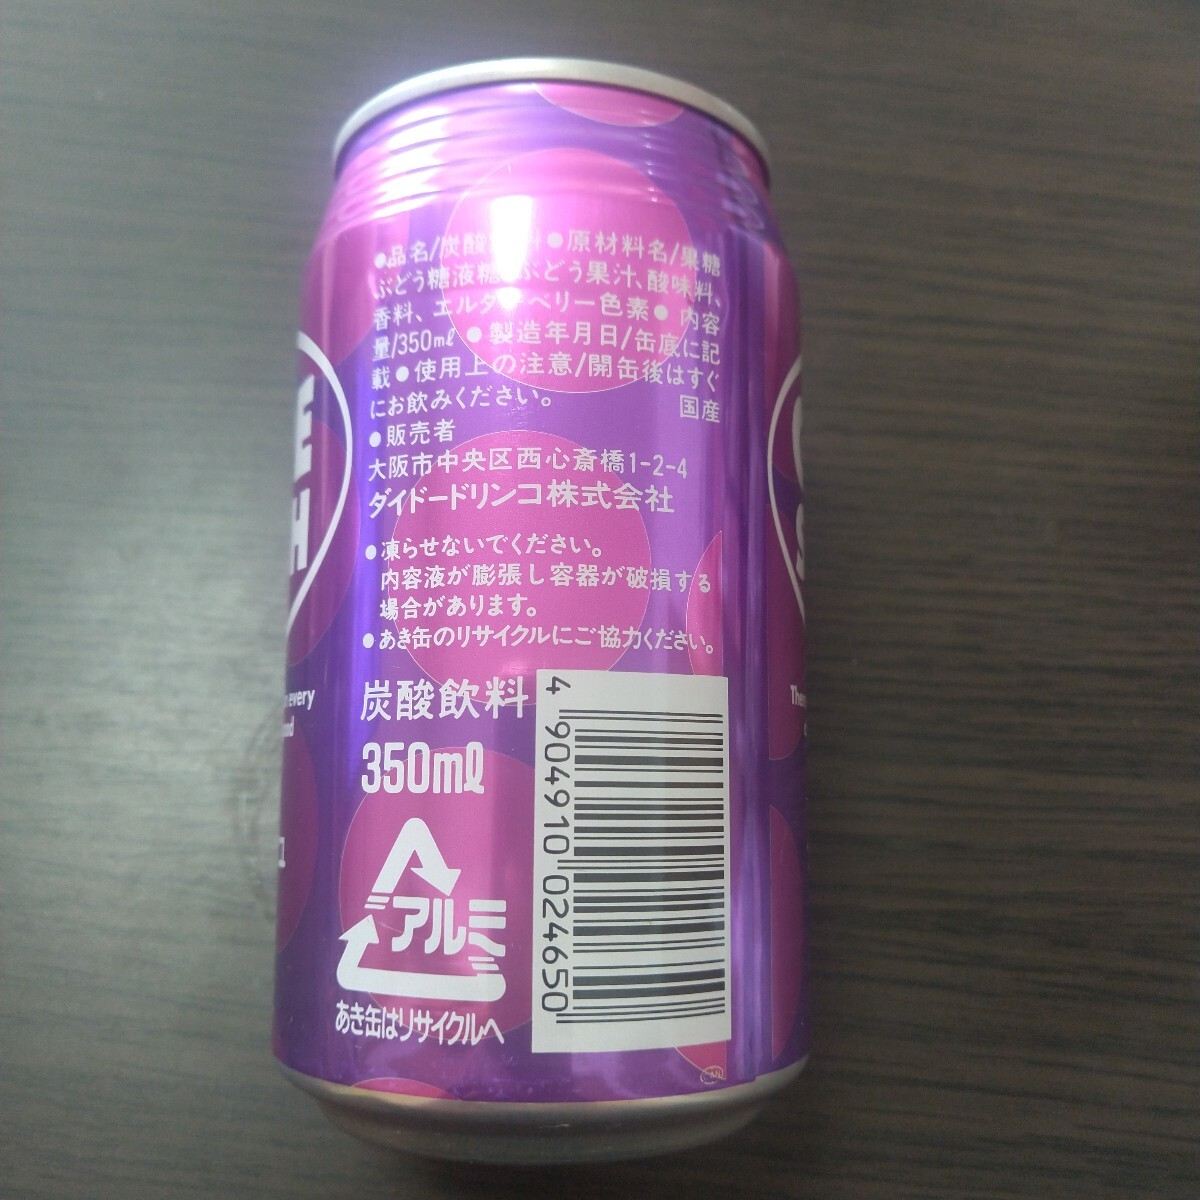 ●品名/炭酸 料●原材料名/果糖
ぶどう糖液糖、ぶどう果汁、酸味料、
香料、エルダーベリー色素●内容
量/350ml●製造年月日/缶底に記
載●使用上の注意/開缶後はすぐ
にお飲みください。 国産
●販売者
大阪市中央区西心斎橋1-2-4
ダイドードリンコ株式会社
●凍らせないでください。
内容液が膨張し容器が破損する
場合があります。
●あき缶のリサイクルにご協力ください。
炭酸飲料
350ml
アルミ
あき缶はリサイクルへ
4 904910 024650
E
H
every